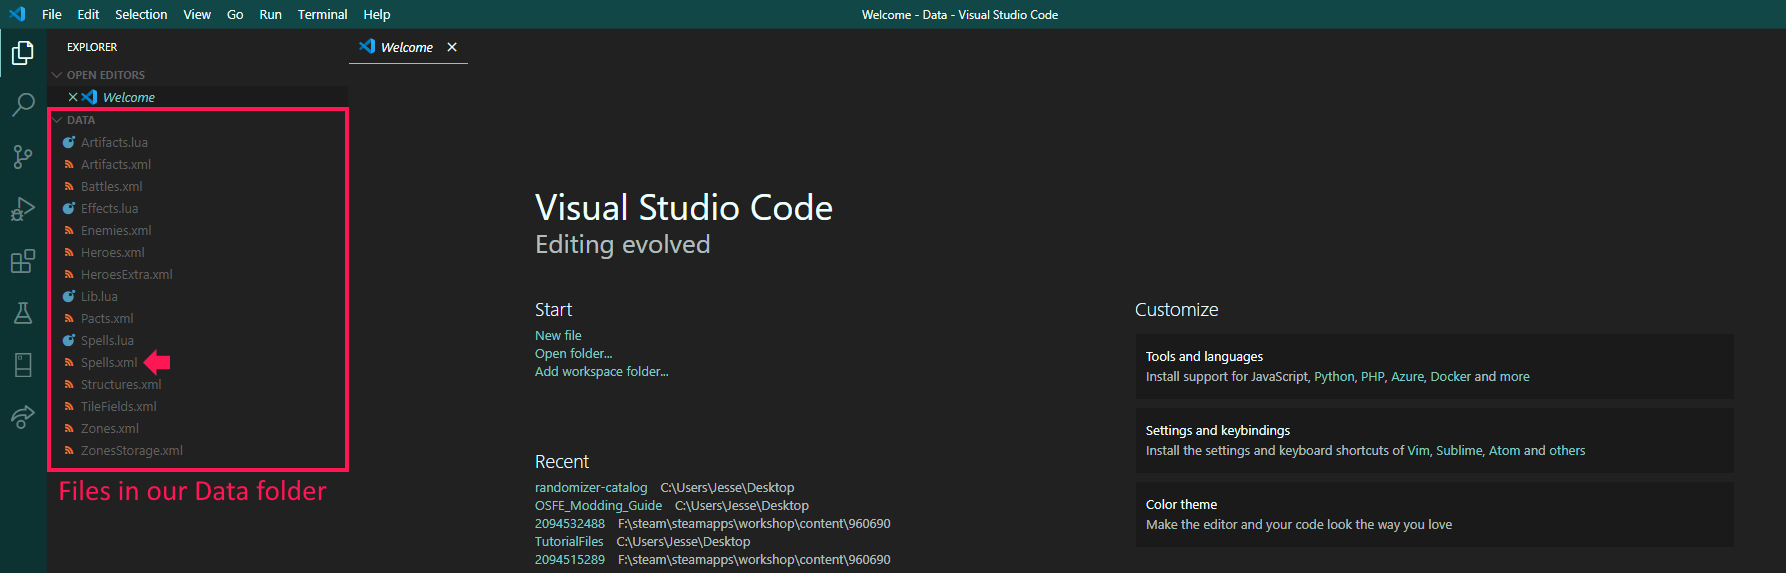 File Edit Selection View Go Run Terminal Help
Welcome - Data - Visual Studio Code
EXPLORER
OPEN EDITORS
Welcome
DATA
Artifacts.lua
Artifacts.xml
Battles.xml
Effects.lua
Enemies.xml
Heroes.xml
HeroesExtra.xml
Lib.lua
Pacts.xml
Spells.lua
Spells.xml
Structures.xml
TileFields.xml
Zones.xml
ZonesStorage.xml
Files in our Data folder
Welcome
Visual Studio Code
Editing evolved
Start
New file
Open folder...
Add workspace folder...
Recent
randomizer-catalog C:\Users\Jesse\Desktop
OSFE_Modding_Guide C:\Users\Jesse\Desktop
2094532488 F:\steam\steamapps\workshop\content\960690
TutorialFiles C:\Users\Jesse\Desktop
2094515289 F:\steam\steamapps\workshop\content\960690
Customize
Tools and languages
Install support for JavaScript, Python, PHP, Azure, Docker and more
Settings and keybindings
Install the settings and keyboard shortcuts of Vim, Sublime, Atom and others
Color theme
Make the editor and your code look the way you love